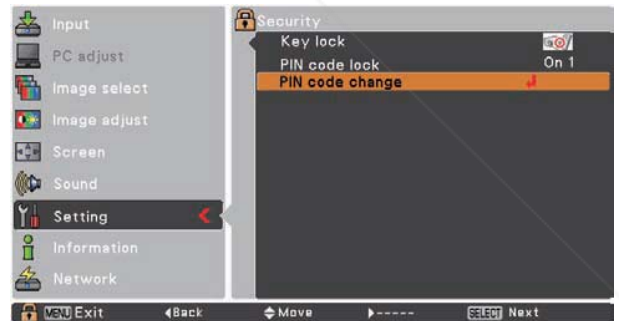 Input
PC adjust
Image select
Image adjust
Screen
Sound
Setting
Information
Network
Security
Key lock
PIN code lock On 1
PIN code change
MENU Exit ◀Back ◆Move ▶----- SELECT Next